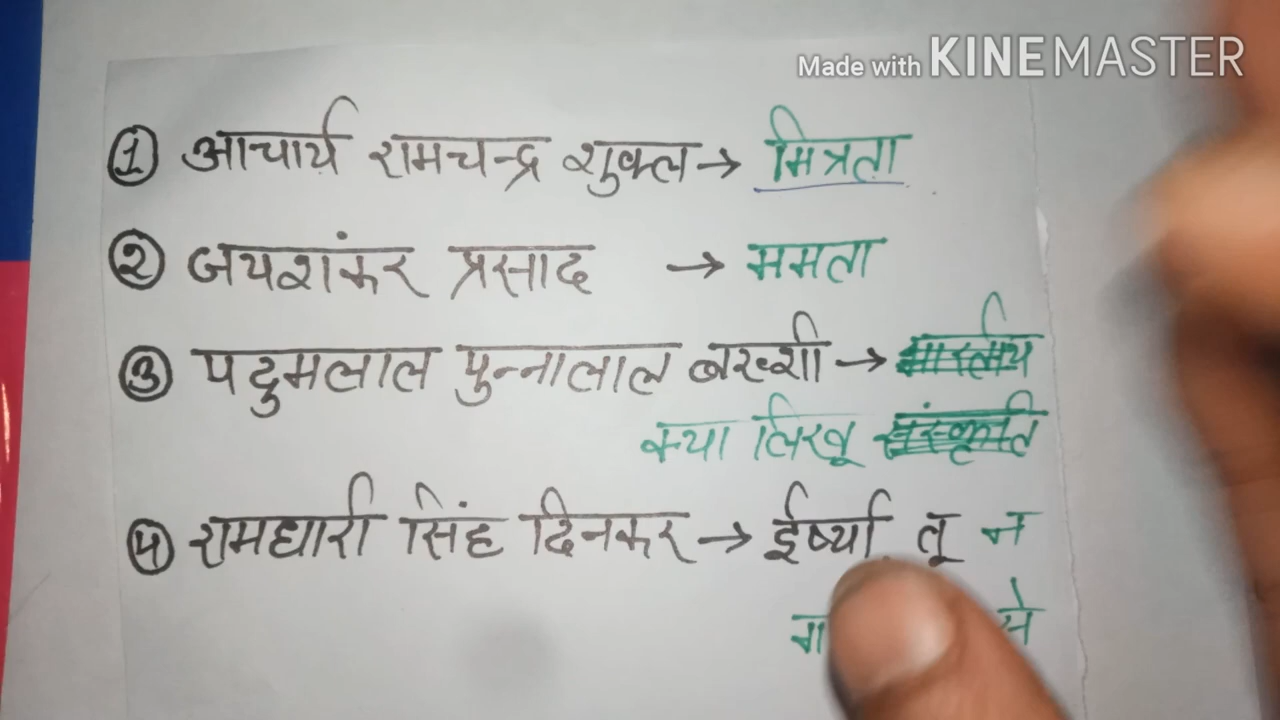 Made with KINEMASTER
① आचार्य रामचन्द्र शुक्ल → मित्रता
② जयशंकर प्रसाद → ममता
③ पदुमलाल पुन्नालाल बख्शी → भारतीय
क्या लिखू संस्कृति
④ रामधारी सिंह दिनकर → ईर्ष्या तू न
से